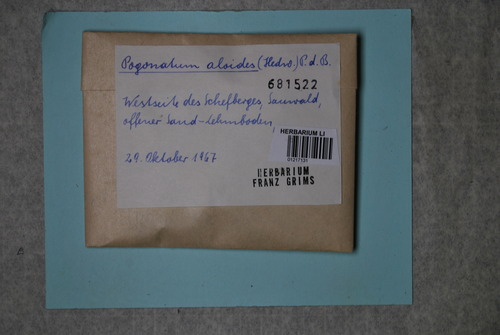 Pogonatum aloides (Hedw.) P.d.B.
681522
Westseite des Schefberges, Sauwald,
offener Sand-Lehmboden,
HERBARIUM LI
01217131
29. Oktober 1967
HERBARIUM
FRANZ GRIMS